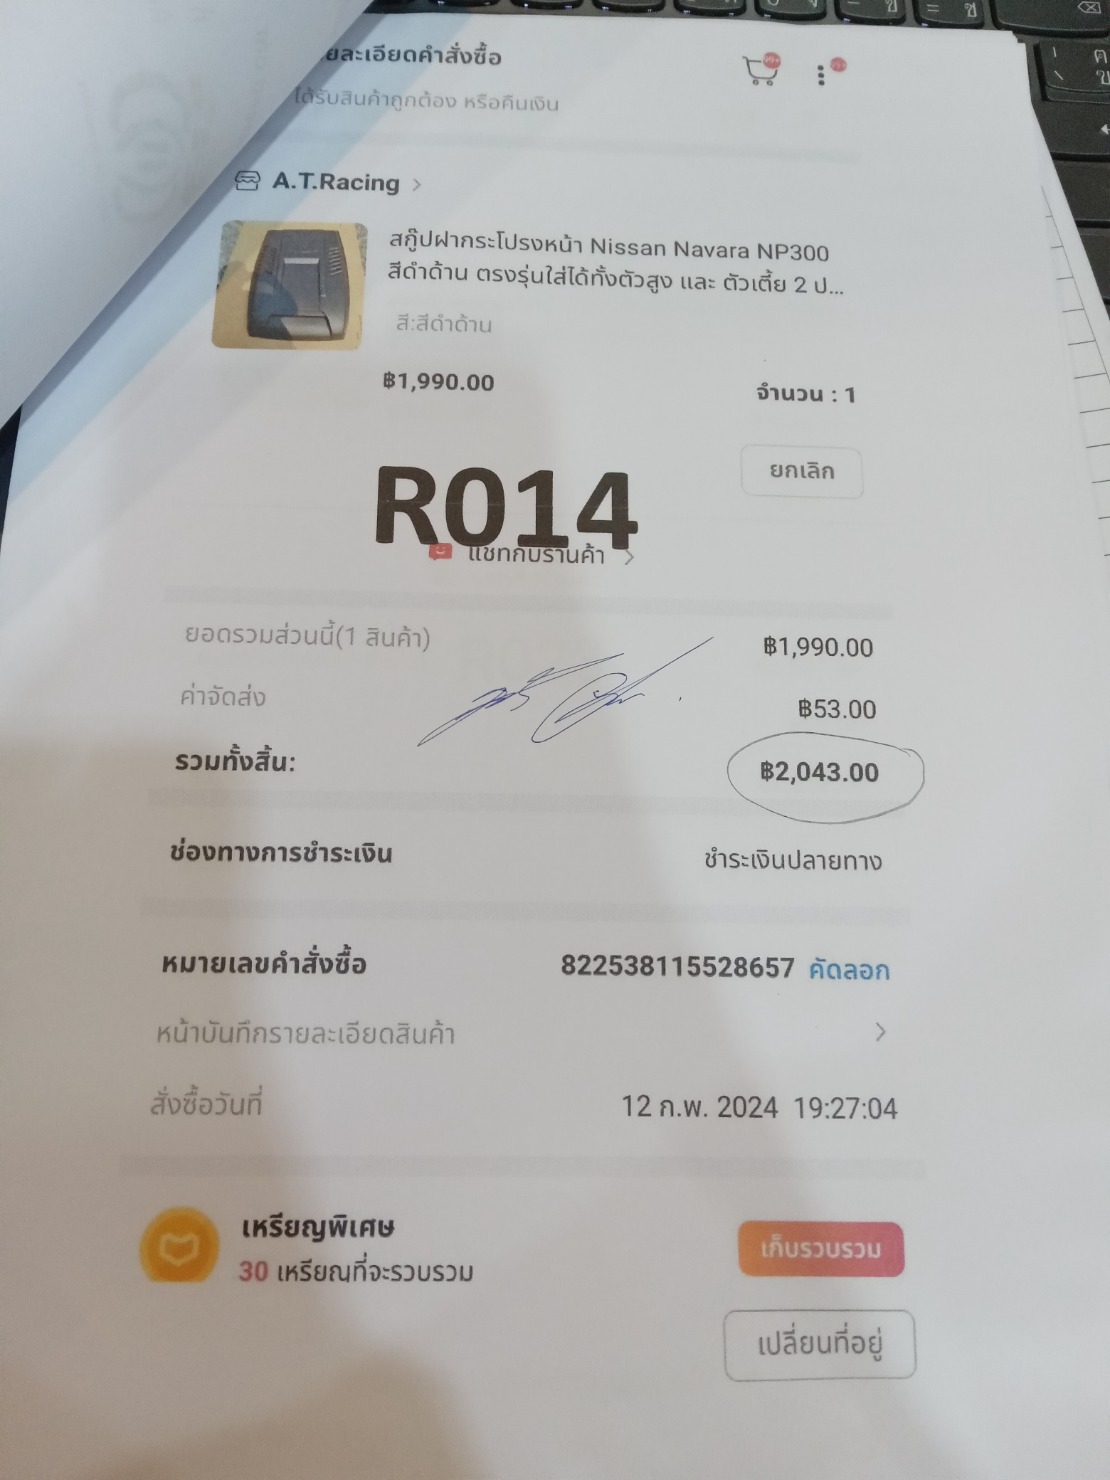 ยละเอียดคำสั่งซื้อ
ได้รับสินค้าถูกต้อง หรือคืนเงิน
A.T.Racing
สกู๊ปฝากระโปรงหน้า Nissan Navara NP300
สีดำด้าน ตรงรุ่นใส่ได้ทั้งตัวสูง และ ตัวเตี้ย 2 ป...
สี:สีดำด้าน
฿1,990.00
จำนวน : 1
ยกเลิก
R014
แชทกับร้านค้า
ยอดรวมส่วนนี้(1 สินค้า) ฿1,990.00
ค่าจัดส่ง ฿53.00
รวมทั้งสิ้น: ฿2,043.00
ช่องทางการชำระเงิน ชำระเงินปลายทาง
หมายเลขคำสั่งซื้อ 822538115528657 คัดลอก
หน้าบันทึกรายละเอียดสินค้า
สั่งซื้อวันที่ 12 ก.พ. 2024 19:27:04
เหรียญพิเศษ
30 เหรียญที่จะรวบรวม
เก็บรวบรวม
เปลี่ยนที่อยู่